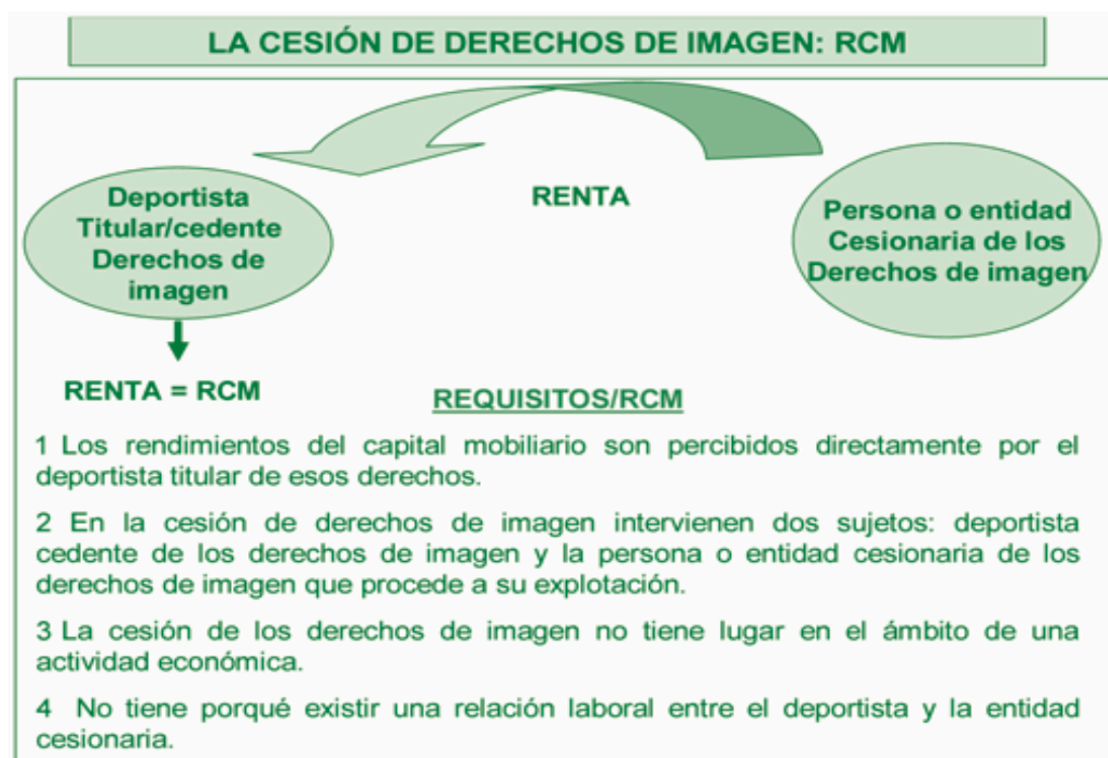 LA CESIÓN DE DERECHOS DE IMAGEN: RCM
Deportista
Titular/cedente
Derechos de
imagen
RENTA
Persona o entidad
Cesionaria de los
Derechos de imagen
RENTA = RCM
REQUISITOS/RCM
1 Los rendimientos del capital mobiliario son percibidos directamente por el
deportista titular de esos derechos.
2 En la cesión de derechos de imagen intervienen dos sujetos: deportista
cedente de los derechos de imagen y la persona o entidad cesionaria de los
derechos de imagen que procede a su explotación.
3 La cesión de los derechos de imagen no tiene lugar en el ámbito de una
actividad económica.
4 No tiene porqué existir una relación laboral entre el deportista y la entidad
cesionaria.